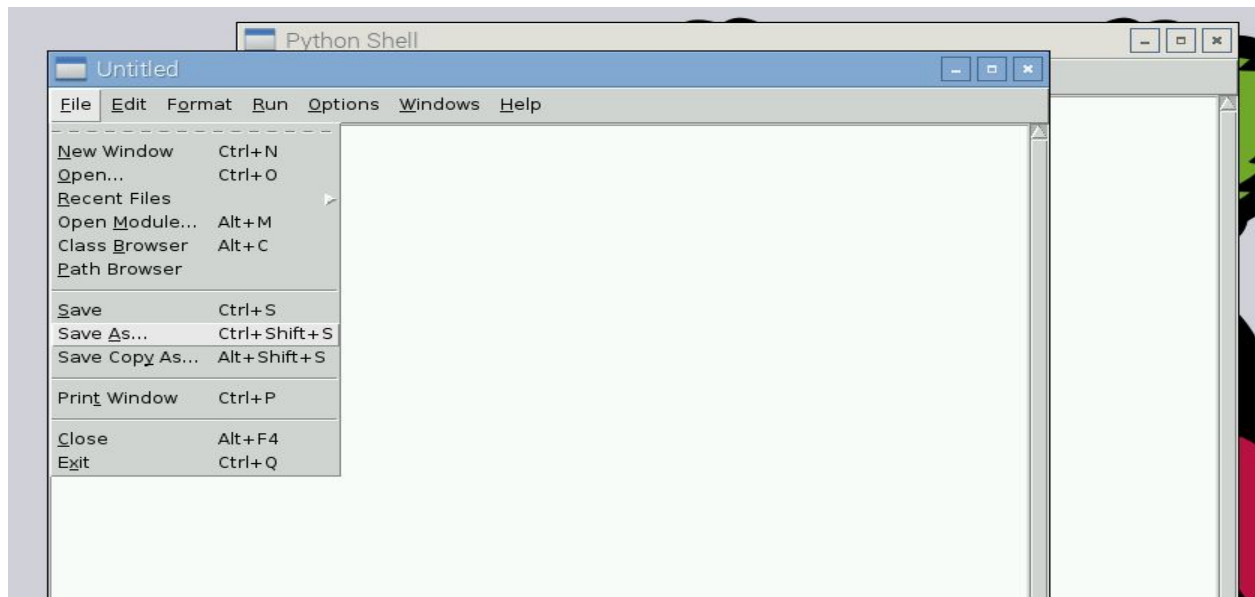 Python Shell
Untitled
File Edit Format Run Options Windows Help
New Window Ctrl+N
Open... Ctrl+O
Recent Files
Open Module... Alt+M
Class Browser Alt+C
Path Browser
Save Ctrl+S
Save As... Ctrl+Shift+S
Save Copy As... Alt+Shift+S
Print Window Ctrl+P
Close Alt+F4
Exit Ctrl+Q